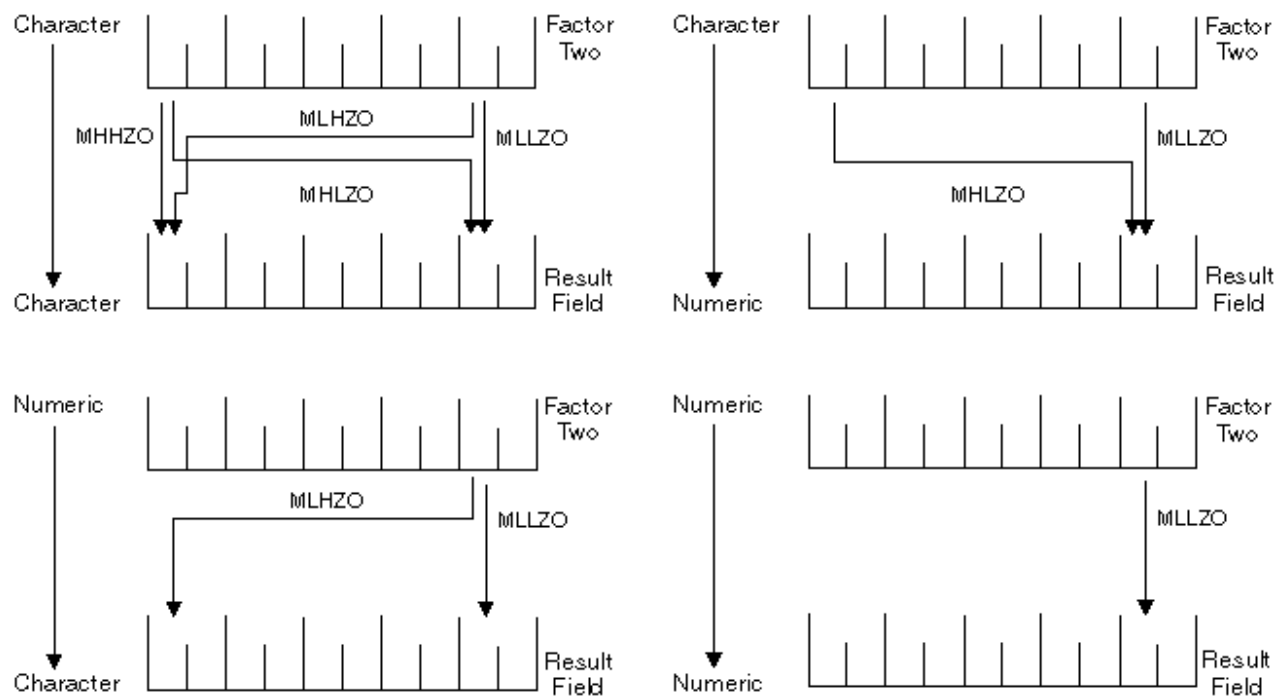 Character
Factor
Two
MHHZO
MLHZO
MLLZO
MHLZO
Character
Result
Field
Character
Factor
Two
MLLZO
MHLZO
Numeric
Result
Field
Numeric
Factor
Two
MLHZO
MLLZO
Character
Result
Field
Numeric
Factor
Two
MLLZO
Numeric
Result
Field